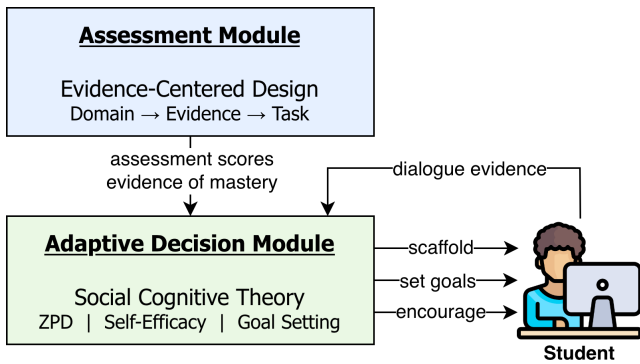 Assessment Module
Evidence-Centered Design
Domain → Evidence → Task
assessment scores
evidence of mastery
dialogue evidence
Adaptive Decision Module
Social Cognitive Theory
ZPD | Self-Efficacy | Goal Setting
scaffold
set goals
encourage
Student